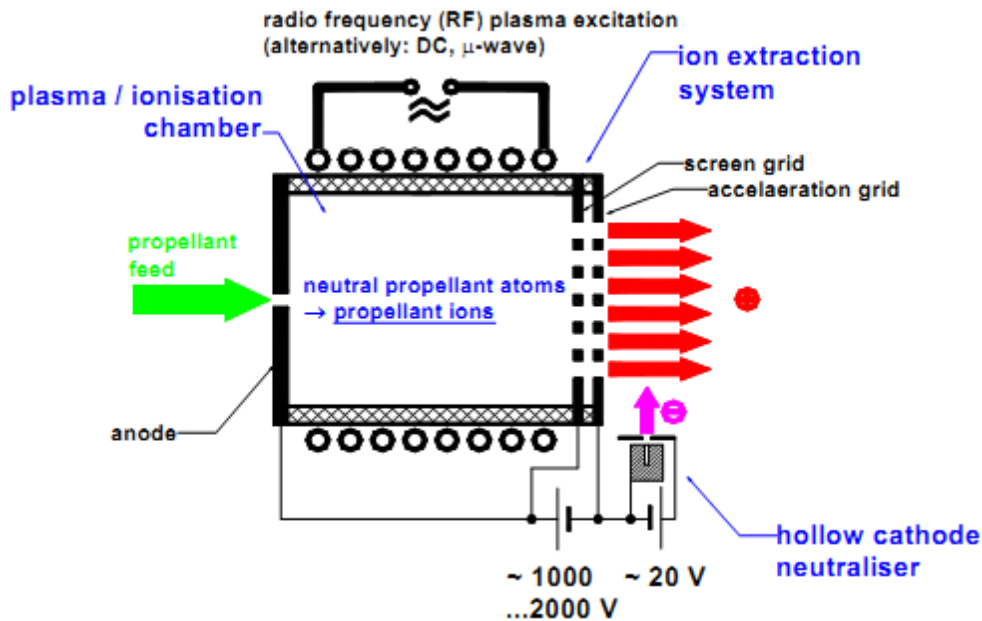 radio frequency (RF) plasma excitation
(alternatively: DC, μ-wave)
ion extraction
system
plasma / ionisation
chamber
screen grid
accelaeration grid
propellant
feed
neutral propellant atoms
→ propellant ions
anode
hollow cathode
neutraliser
~ 1000
...2000 V
~ 20 V